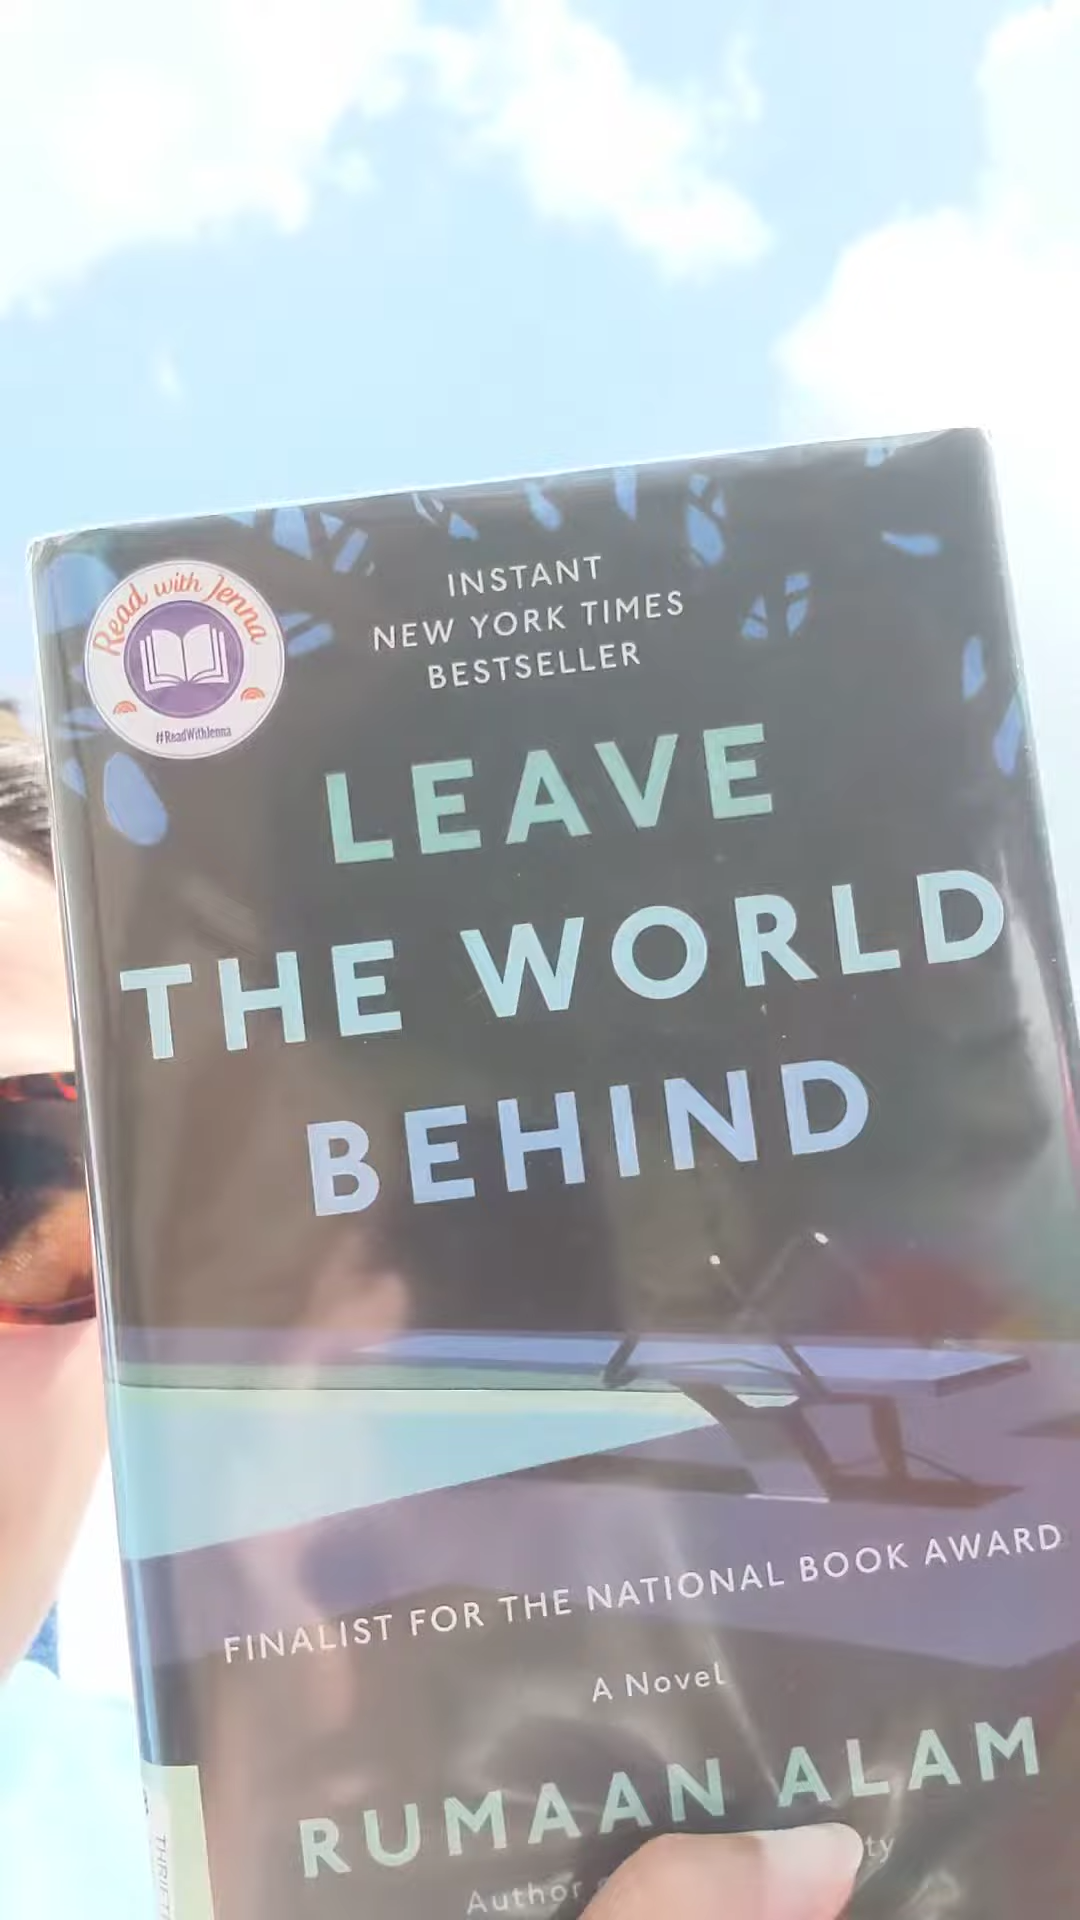 Read with Jenna
#ReadWithJenna
INSTANT
NEW YORK TIMES
BESTSELLER
LEAVE
THE WORLD
BEHIND
FINALIST FOR THE NATIONAL BOOK AWARD
A Novel
RUMAAN ALAM
Author